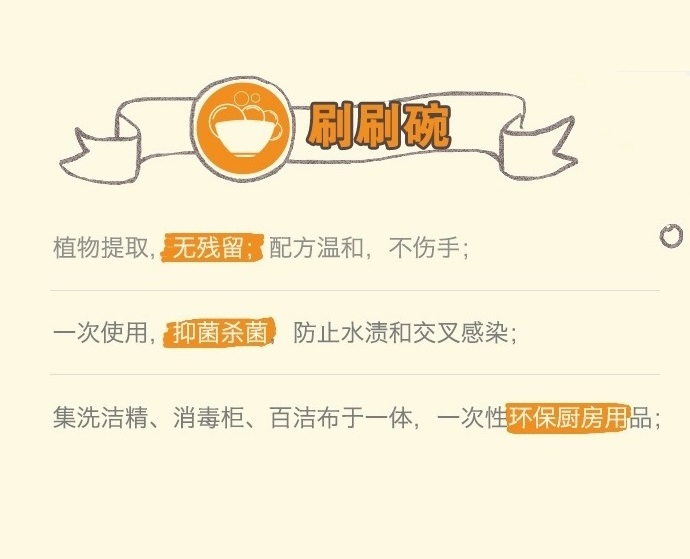 刷刷碗
植物提取，无残留；配方温和，不伤手；
一次使用，抑菌杀菌，防止水渍和交叉感染；
集洗洁精、消毒柜、百洁布于一体，一次性环保厨房用品；